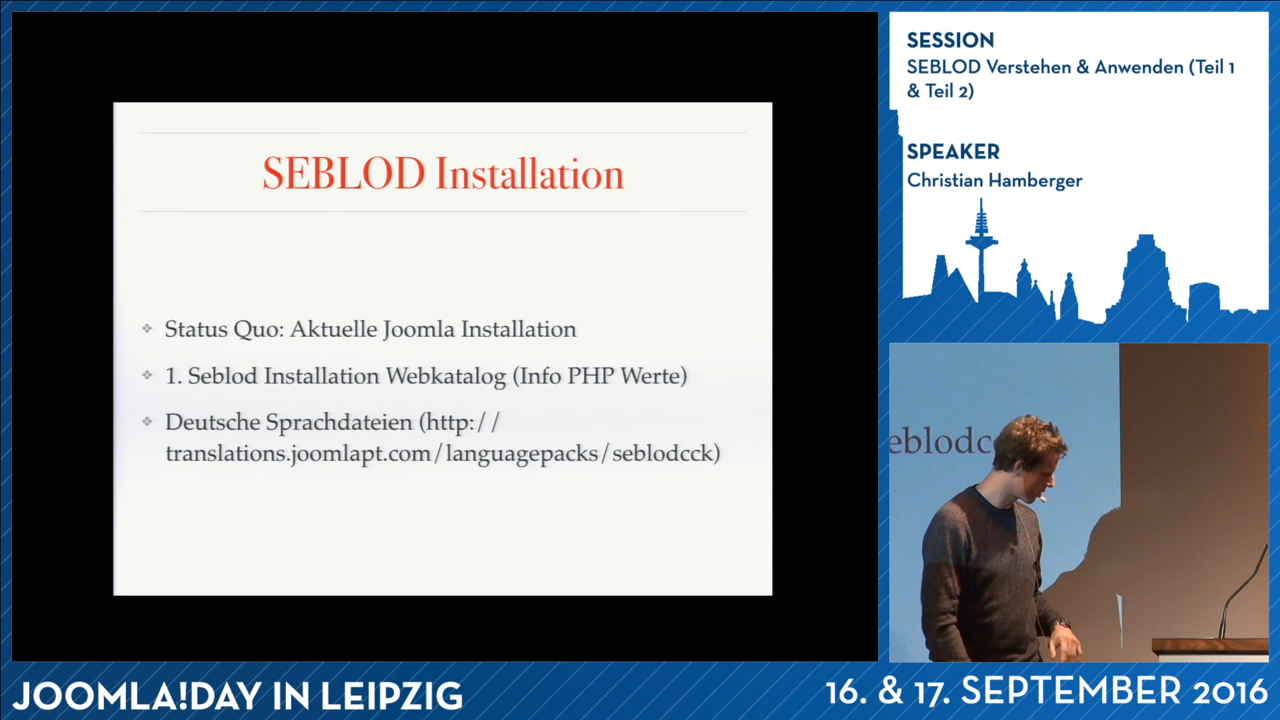 SEBLOD Installation
Status Quo: Aktuelle Joomla Installation
1. Seblod Installation Webkatalog (Info PHP Werte)
Deutsche Sprachdateien (http://
translations.joomlapt.com/languagepacks/seblodcck)
SESSION
SEBLOD Verstehen & Anwenden (Teil 1
& Teil 2)
SPEAKER
Christian Hamberger
eblodcc
JOOMLA!DAY IN LEIPZIG
16. & 17. SEPTEMBER 2016